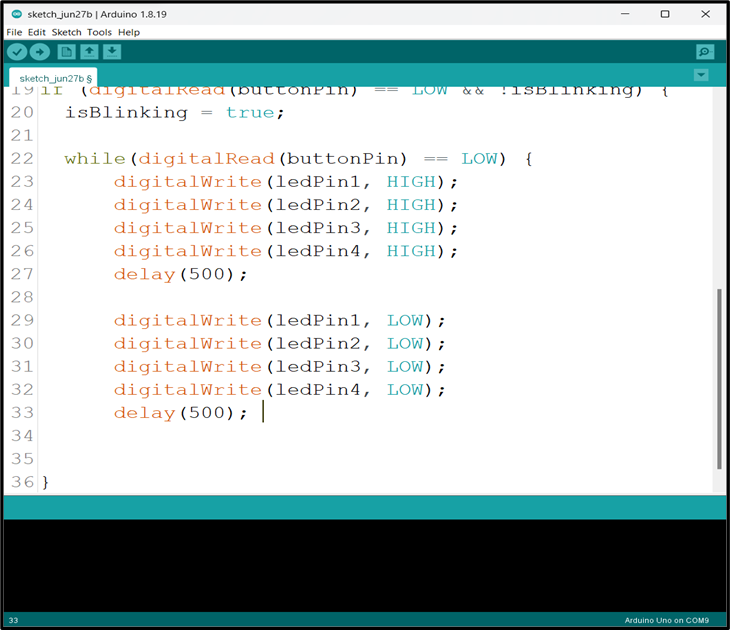 sketch_jun27b | Arduino 1.8.19
File Edit Sketch Tools Help
sketch_jun27b §
19 if (digitalRead(buttonPin) == LOW && !isBlinking) {
20 isBlinking = true;
21
22 while(digitalRead(buttonPin) == LOW) {
23 digitalWrite(ledPin1, HIGH);
24 digitalWrite(ledPin2, HIGH);
25 digitalWrite(ledPin3, HIGH);
26 digitalWrite(ledPin4, HIGH);
27 delay(500);
28
29 digitalWrite(ledPin1, LOW);
30 digitalWrite(ledPin2, LOW);
31 digitalWrite(ledPin3, LOW);
32 digitalWrite(ledPin4, LOW);
33 delay(500);
34
35
36 }
33 Arduino Uno on COM9